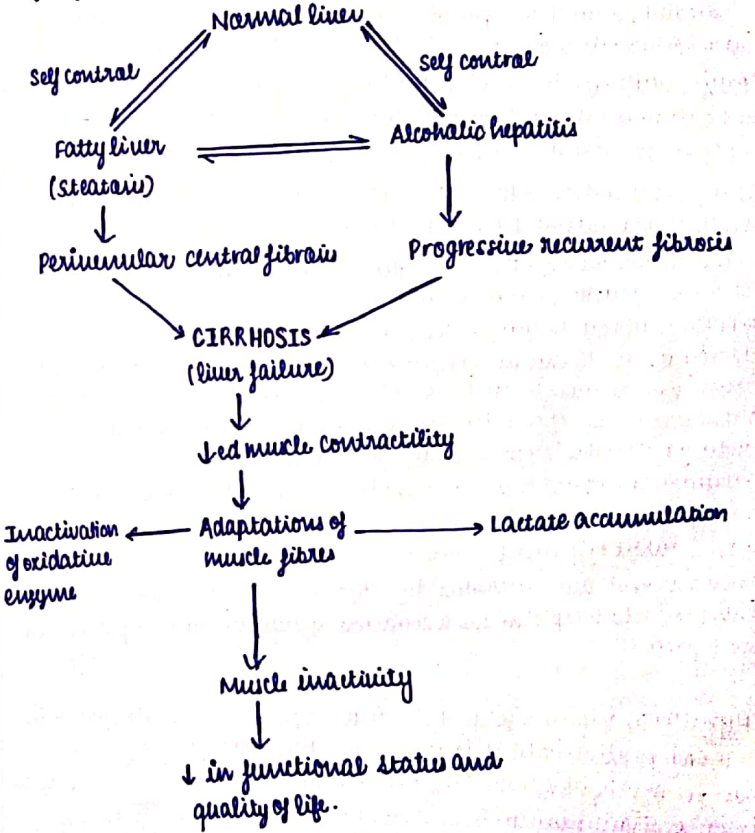 Normal liver
Self control
Self control
Fatty liver
(Steatosis)
Alcoholic hepatitis
Perivenular central fibrosis
Progressive recurrent fibrosis
CIRRHOSIS
(liver failure)
↓ed muscle contractility
Inactivation
of oxidative
enzyme
Adaptations of
muscle fibres
Lactate accumulation
Muscle inactivity
↓ in functional status and
quality of life.